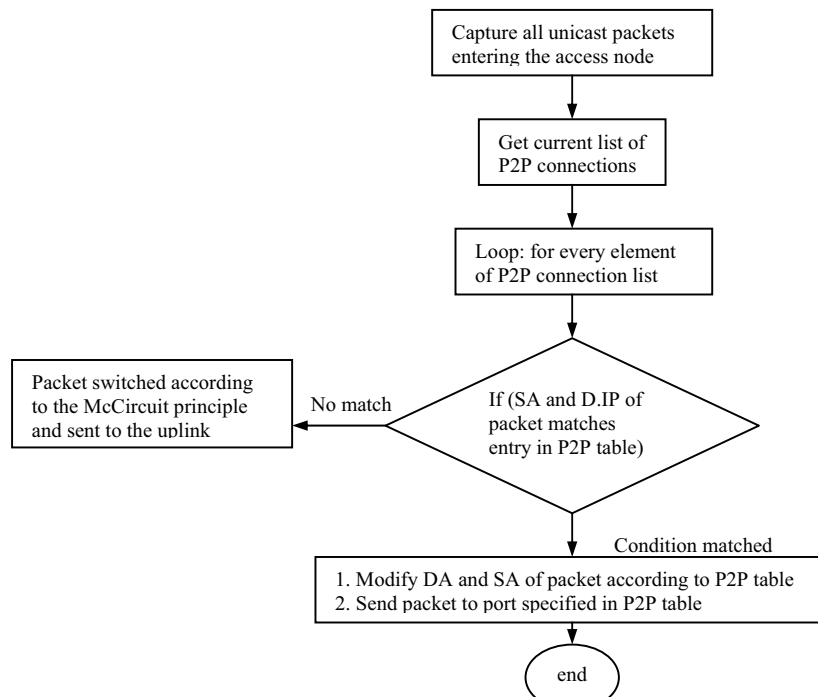 Capture all unicast packets
entering the access node
Get current list of
P2P connections
Loop: for every element
of P2P connection list
Packet switched according
to the McCircuit principle
and sent to the uplink
No match
If (SA and D.IP of
packet matches
entry in P2P table)
Condition matched
1. Modify DA and SA of packet according to P2P table
2. Send packet to port specified in P2P table
end